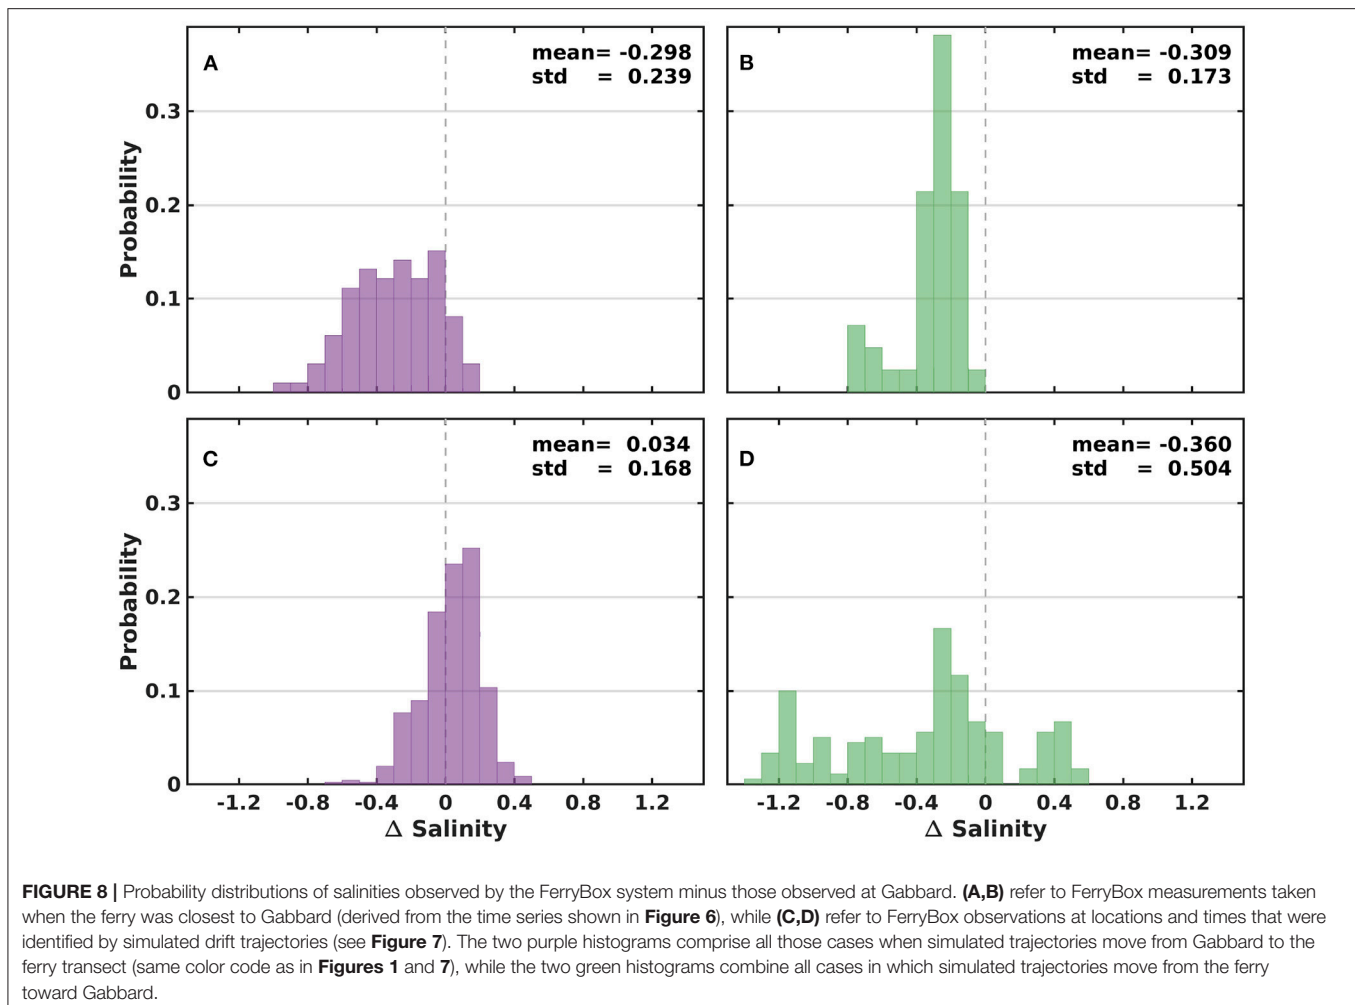 A
mean= -0.298
std = 0.239
B
mean= -0.309
std = 0.173
Probability
0.3
0.2
0.1
0
C
mean= 0.034
std = 0.168
D
mean= -0.360
std = 0.504
Probability
0.3
0.2
0.1
0
-1.2 -0.8 -0.4 0 0.4 0.8 1.2
-1.2 -0.8 -0.4 0 0.4 0.8 1.2
Δ Salinity
Δ Salinity
FIGURE 8 | Probability distributions of salinities observed by the FerryBox system minus those observed at Gabbard. (A,B) refer to FerryBox measurements taken
when the ferry was closest to Gabbard (derived from the time series shown in Figure 6), while (C,D) refer to FerryBox observations at locations and times that were
identified by simulated drift trajectories (see Figure 7). The two purple histograms comprise all those cases when simulated trajectories move from Gabbard to the
ferry transect (same color code as in Figures 1 and 7), while the two green histograms combine all cases in which simulated trajectories move from the ferry
toward Gabbard.